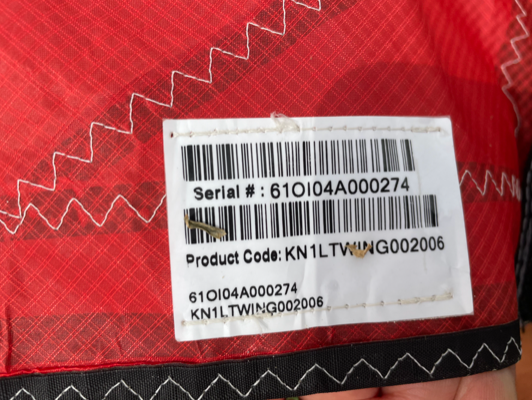 Serial # : 61OI04A000274
Product Code: KN1LTWING002006
61OI04A000274
KN1LTWING002006